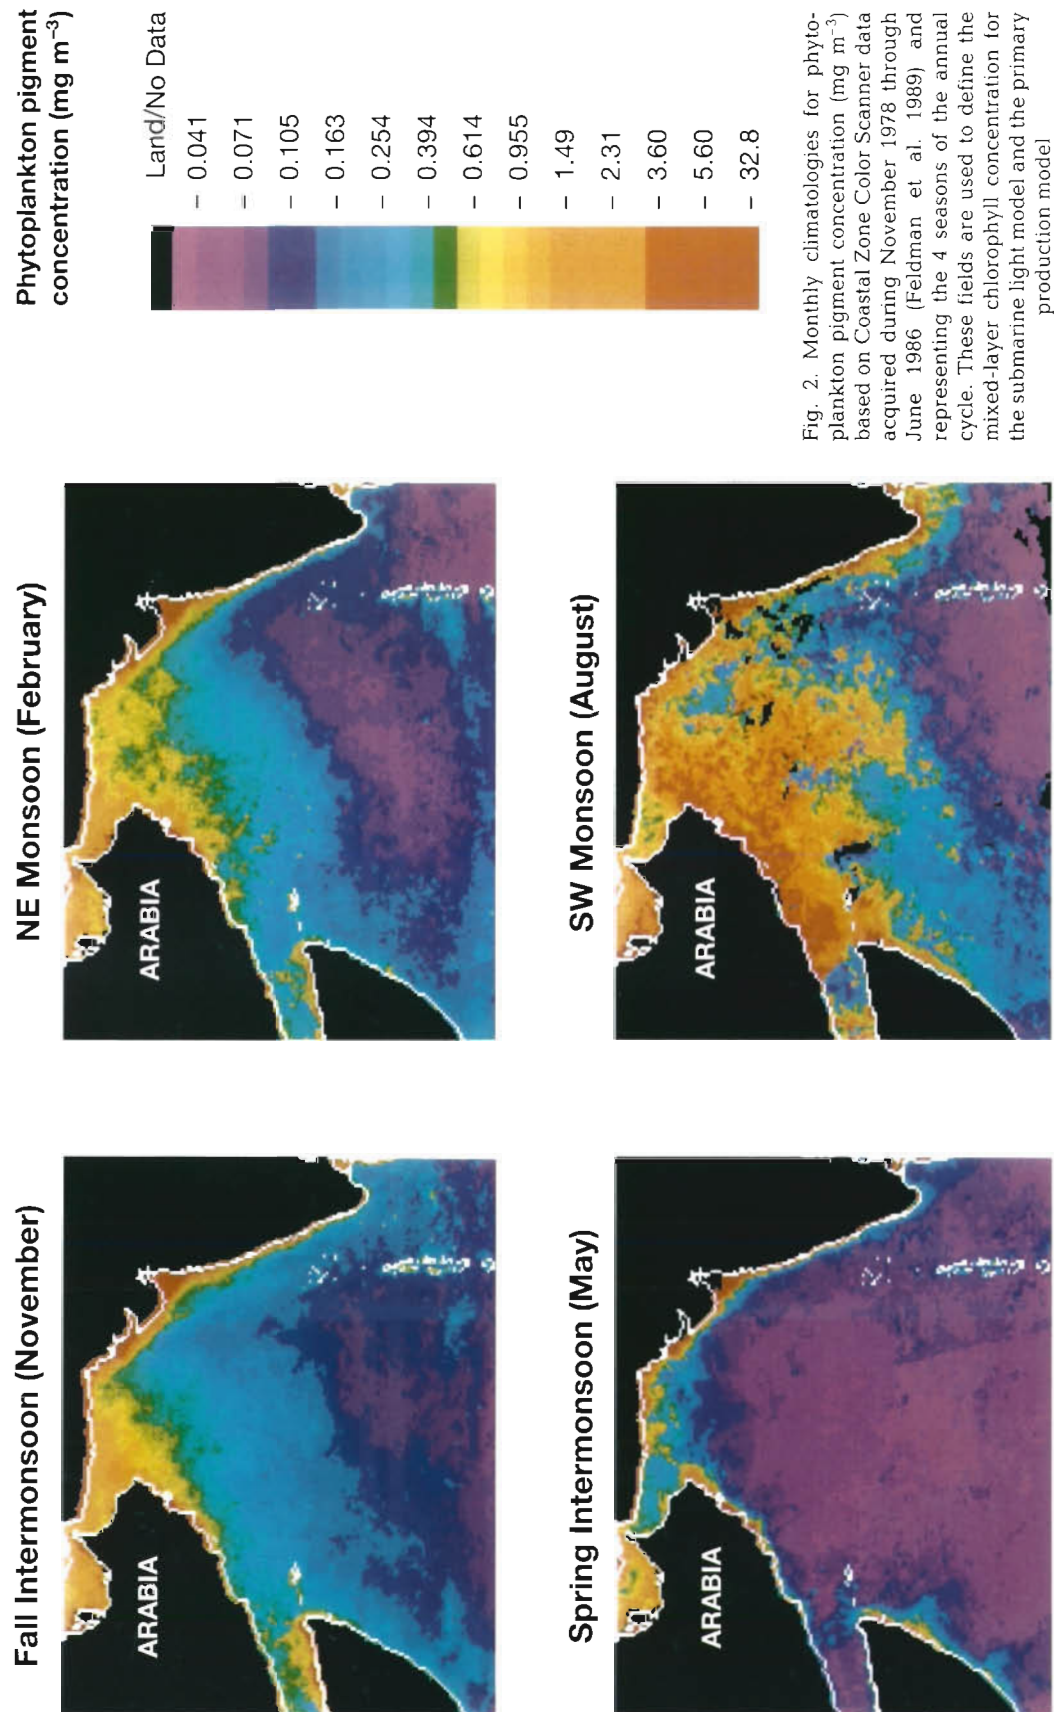 Fall Intermonsoon (November)
ARABIA
NE Monsoon (February)
ARABIA
Spring Intermonsoon (May)
ARABIA
SW Monsoon (August)
ARABIA
Phytoplankton pigment
concentration (mg m⁻³)
Land/No Data
– 0.041
– 0.071
– 0.105
– 0.163
– 0.254
– 0.394
– 0.614
– 0.955
– 1.49
– 2.31
– 3.60
– 5.60
– 32.8
Fig. 2. Monthly climatologies for phyto-
plankton pigment concentration (mg m⁻³)
based on Coastal Zone Color Scanner data
acquired during November 1978 through
June 1986 (Feldman et al. 1989) and
representing the 4 seasons of the annual
cycle. These fields are used to define the
mixed-layer chlorophyll concentration for
the submarine light model and the primary
production model